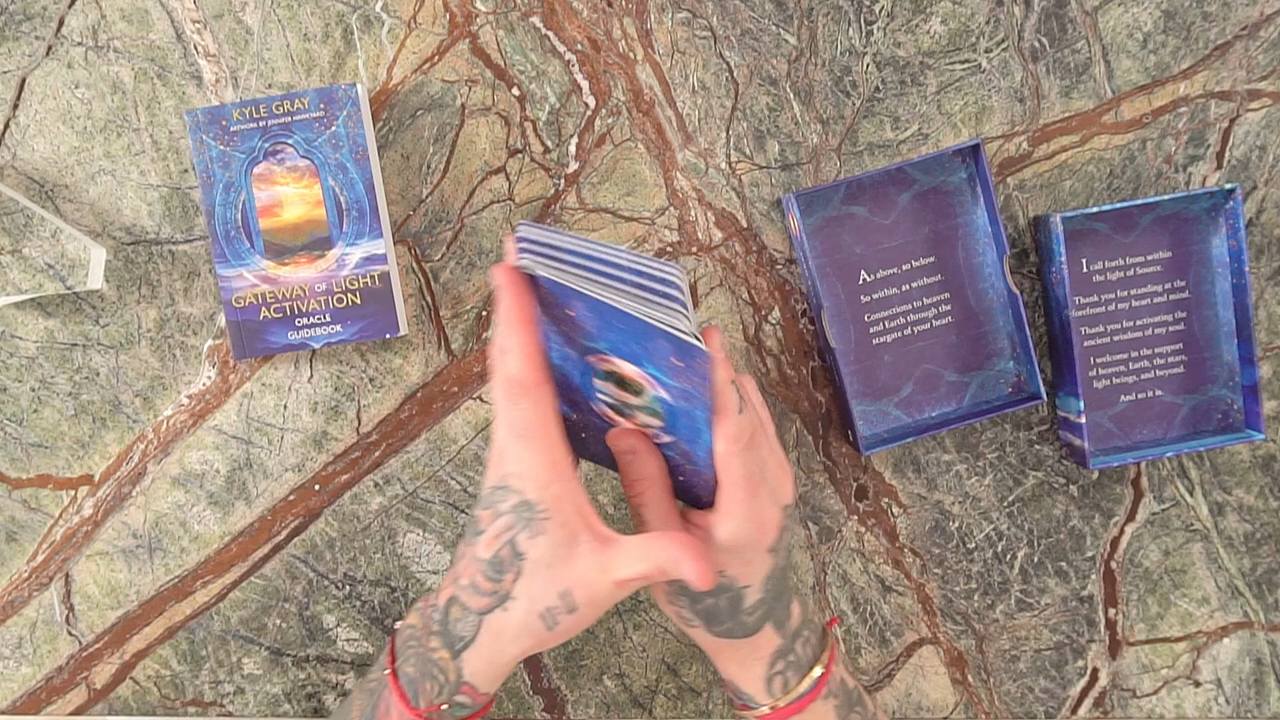 KYLE GRAY
ARTWORK BY JENNIFER HAWKYARD
GATEWAY OF LIGHT
ACTIVATION
ORACLE
GUIDEBOOK
As above, so below.
So within, as without.
Connections to heaven
and Earth through the
stargate of your heart.
I call forth from within
the light of Source.
Thank you for standing at the
forefront of my heart and mind.
Thank you for activating the
ancient wisdom of my soul.
I welcome in the support
of heaven, Earth, the stars,
light beings, and beyond.
And so it is.